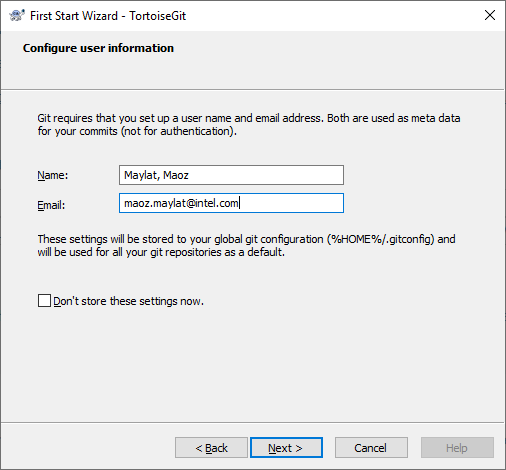 First Start Wizard - TortoiseGit
Configure user information
Git requires that you set up a user name and email address. Both are used as meta data
for your commits (not for authentication).
Name: Maylat, Maoz
Email: maoz.maylat@intel.com
These settings will be stored to your global git configuration (%HOME%/.gitconfig) and
will be used for all your git repositories as a default.
Don't store these settings now.
< Back Next > Cancel Help